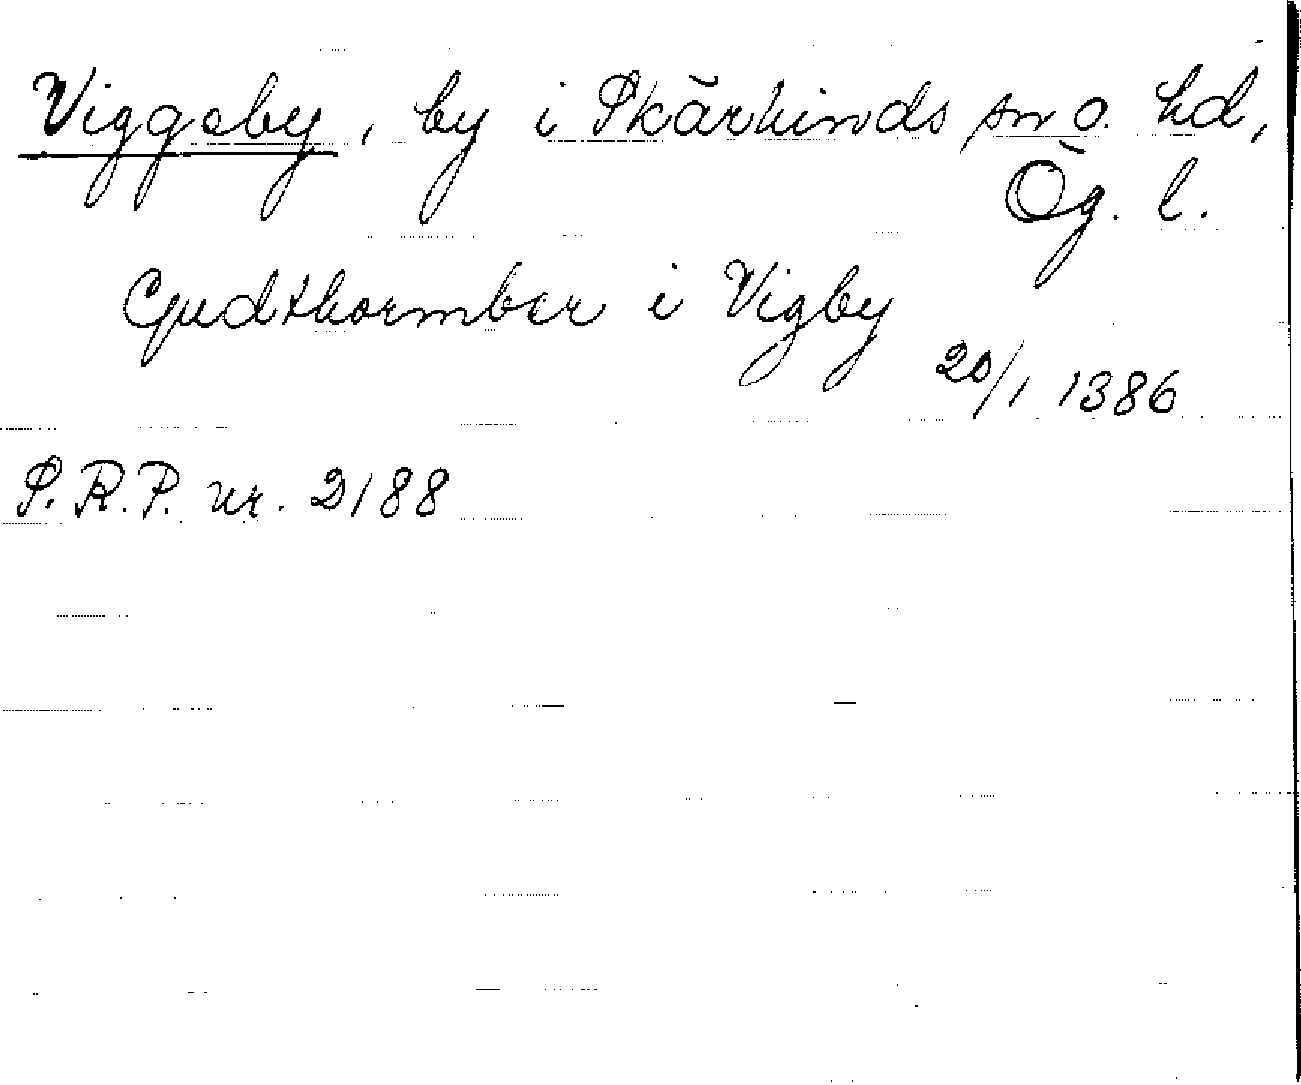 Viggeby, by i Skärkinds sn o. hd,
Ög. l.
Gudthormber i Vigby
20/1 1386
S.R.P. nr. 2188